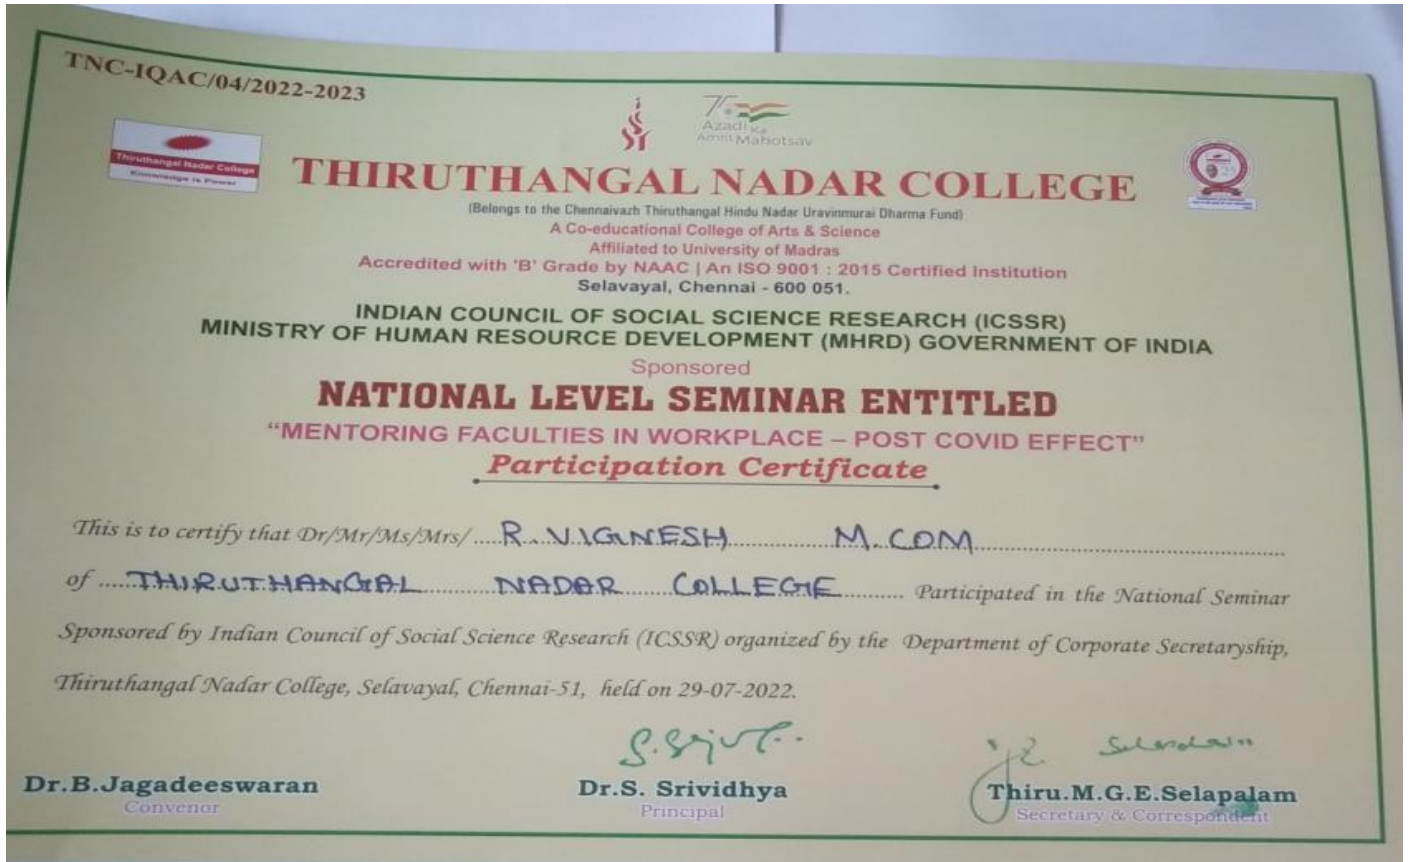 TNC-IQAC/04/2022-2023
Azadi Ka
Amrit Mahotsav
Thiruthangal Nadar College
Knowledge is Power
THIRUTHANGAL NADAR COLLEGE
(Belongs to the Chennaivazh Thiruthangal Hindu Nadar Uravinmurai Dharma Fund)
A Co-educational College of Arts & Science
Affiliated to University of Madras
Accredited with 'B' Grade by NAAC | An ISO 9001 : 2015 Certified Institution
Selavayal, Chennai - 600 051.
INDIAN COUNCIL OF SOCIAL SCIENCE RESEARCH (ICSSR)
MINISTRY OF HUMAN RESOURCE DEVELOPMENT (MHRD) GOVERNMENT OF INDIA
Sponsored
NATIONAL LEVEL SEMINAR ENTITLED
“MENTORING FACULTIES IN WORKPLACE – POST COVID EFFECT”
Participation Certificate
This is to certify that Dr/Mr/Ms/Mrs/ R. VIGNESH M.COM
of THIRUTHANGAL NADAR COLLEGE Participated in the National Seminar
Sponsored by Indian Council of Social Science Research (ICSSR) organized by the Department of Corporate Secretaryship,
Thiruthangal Nadar College, Selavayal, Chennai-51, held on 29-07-2022.
Dr.B.Jagadeeswaran Dr.S. Srividhya Thiru.M.G.E.Selapalam
Convenor Principal Secretary & Correspondent